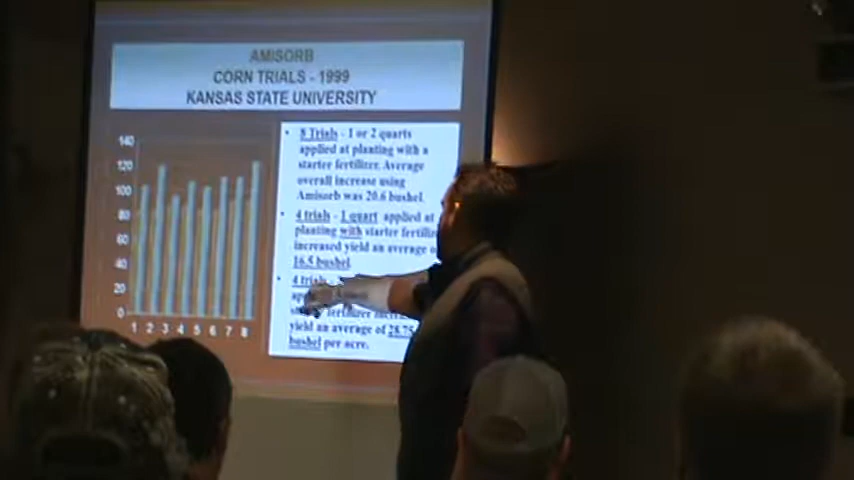 AMISORB
CORN TRIALS - 1999
KANSAS STATE UNIVERSITY
140
120
100
80
60
40
20
0
1 2 3 4 5 6 7 8
• 8 Trials - 1 or 2 quarts
applied at planting with a
starter fertilizer. Average
overall increase using
Amisorb was 20.6 bushel.
• 4 trials - 1 quart applied at
planting with starter
increased yield an average
16.5 bushel.
• 4 trials
fertilizer
yield an average of 28.75
bushel per acre.